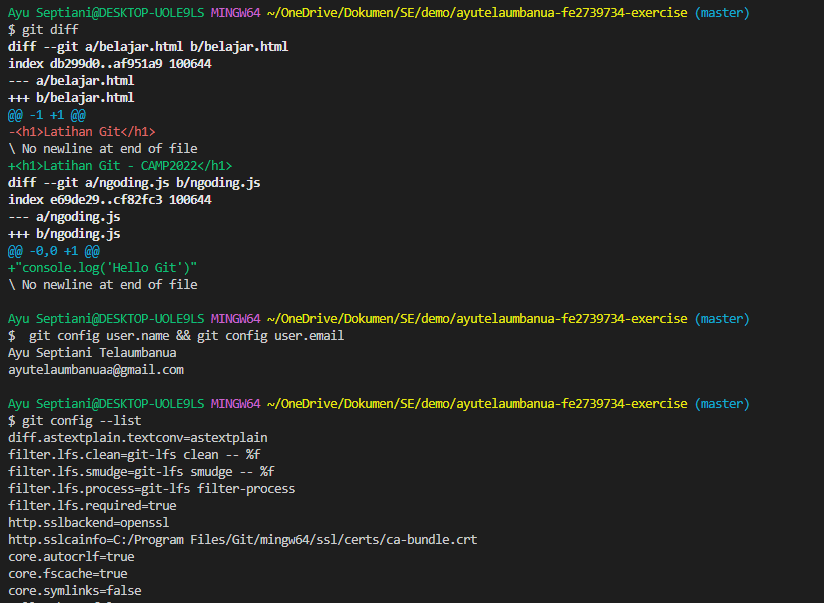 Ayu Septiani@DESKTOP-UOLE9LS MINGW64 ~/OneDrive/Dokumen/SE/demo/ayutelaumbanua-fe2739734-exercise (master)
$ git diff
diff --git a/belajar.html b/belajar.html
index db299d0..af951a9 100644
--- a/belajar.html
+++ b/belajar.html
@@ -1 +1 @@
-<h1>Latihan Git</h1>
\ No newline at end of file
+<h1>Latihan Git - CAMP2022</h1>
diff --git a/ngoding.js b/ngoding.js
index e69de29..cf82fc3 100644
--- a/ngoding.js
+++ b/ngoding.js
@@ -0,0 +1 @@
+"console.log('Hello Git')"
\ No newline at end of file

Ayu Septiani@DESKTOP-UOLE9LS MINGW64 ~/OneDrive/Dokumen/SE/demo/ayutelaumbanua-fe2739734-exercise (master)
$  git config user.name && git config user.email
Ayu Septiani Telaumbanua
ayutelaumbanuaa@gmail.com

Ayu Septiani@DESKTOP-UOLE9LS MINGW64 ~/OneDrive/Dokumen/SE/demo/ayutelaumbanua-fe2739734-exercise (master)
$ git config --list
diff.astextplain.textconv=astextplain
filter.lfs.clean=git-lfs clean -- %f
filter.lfs.smudge=git-lfs smudge -- %f
filter.lfs.process=git-lfs filter-process
filter.lfs.required=true
http.sslbackend=openssl
http.sslcainfo=C:/Program Files/Git/mingw64/ssl/certs/ca-bundle.crt
core.autocrlf=true
core.fscache=true
core.symlinks=false